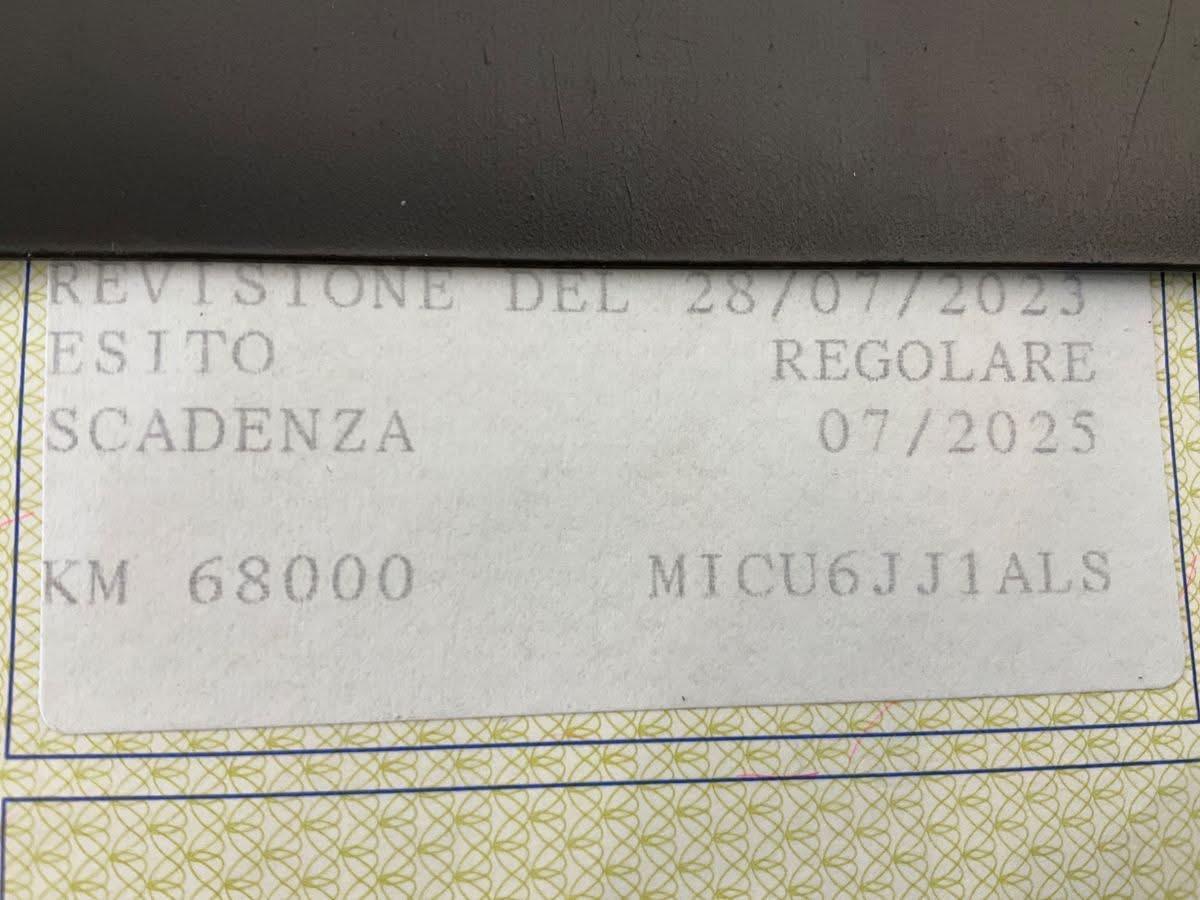 REVISIONE DEL 28/07/2023
ESITO REGOLARE
SCADENZA 07/2025
KM 68000 MICU6JJ1ALS